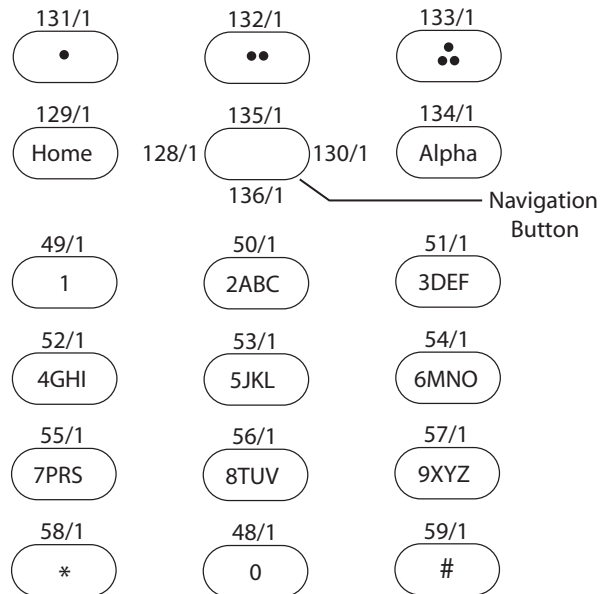 131/1 132/1 133/1
• •• •••
129/1 135/1 134/1
Home 128/1 130/1 Alpha
136/1 Navigation
Button
49/1 50/1 51/1
1 2ABC 3DEF
52/1 53/1 54/1
4GHI 5JKL 6MNO
55/1 56/1 57/1
7PRS 8TUV 9XYZ
58/1 48/1 59/1
* 0 #